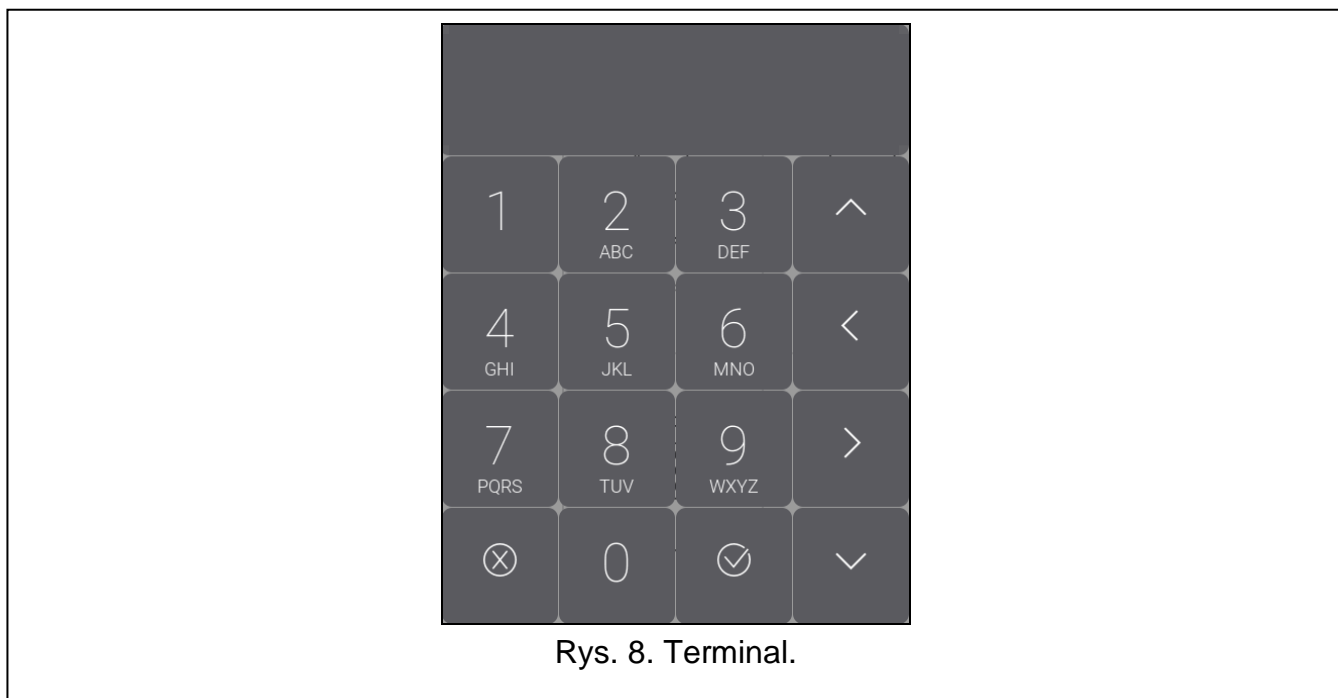 1 2 3
ABC DEF
4 5 6
GHI JKL MNO
7 8 9
PQRS TUV WXYZ
0
Rys. 8. Terminal.